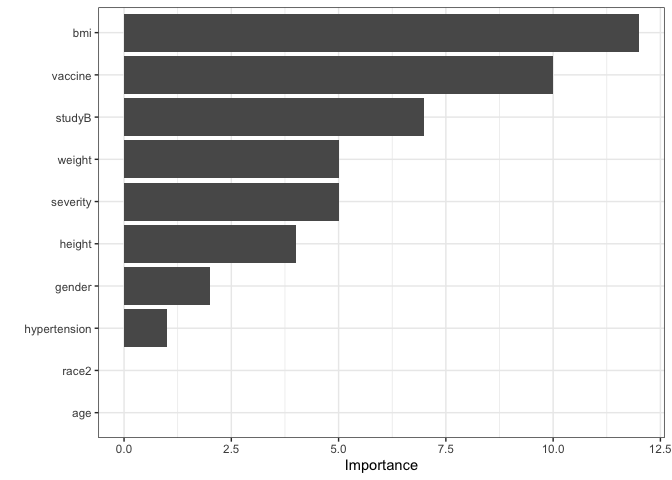 bmi
vaccine
studyB
weight
severity
height
gender
hypertension
race2
age
0.0 2.5 5.0 7.5 10.0 12.5
Importance